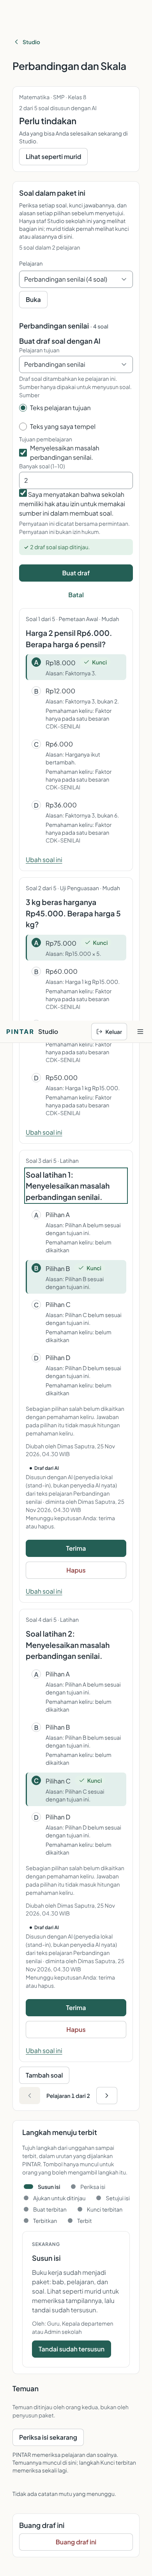 Studio
Perbandingan dan Skala
Matematika · SMP · Kelas 8
2 dari 5 soal disusun dengan AI
Perlu tindakan
Ada yang bisa Anda selesaikan sekarang di
Studio.
Lihat seperti murid
Soal dalam paket ini
Periksa setiap soal, kunci jawabannya, dan
alasan setiap pilihan sebelum menyetujui.
Hanya staf Studio sekolah ini yang melihat
bagian ini; murid tidak pernah melihat kunci
atau alasannya di sini.
5 soal dalam 2 pelajaran
Pelajaran
Perbandingan senilai (4 soal)
Buka
Perbandingan senilai · 4 soal
Buat draf soal dengan AI
Pelajaran tujuan
Perbandingan senilai
Draf soal ditambahkan ke pelajaran ini.
Sumber hanya dipakai untuk menyusun soal.
Sumber
Teks pelajaran tujuan
Teks yang saya tempel
Tujuan pembelajaran
Menyelesaikan masalah
perbandingan senilai.
Banyak soal (1–10)
2
Saya menyatakan bahwa sekolah
memiliki hak atau izin untuk memakai
sumber ini dalam membuat soal.
Pernyataan ini dicatat bersama permintaan.
Pernyataan ini bukan izin hukum.
✓ 2 draf soal siap ditinjau.
Buat draf
Batal
Soal 1 dari 5 · Pemetaan Awal · Mudah
Harga 2 pensil Rp6.000.
Berapa harga 6 pensil?
A Rp18.000 ✓ Kunci
Alasan: Faktornya 3.
B Rp12.000
Alasan: Faktornya 3, bukan 2.
Pemahaman keliru: Faktor
hanya pada satu besaran
CDK-SENILAI
C Rp6.000
Alasan: Harganya ikut
bertambah.
Pemahaman keliru: Faktor
hanya pada satu besaran
CDK-SENILAI
D Rp36.000
Alasan: Faktornya 3, bukan 6.
Pemahaman keliru: Faktor
hanya pada satu besaran
CDK-SENILAI
Ubah soal ini
Soal 2 dari 5 · Uji Penguasaan · Mudah
3 kg beras harganya
Rp45.000. Berapa harga 5
kg?
A Rp75.000 ✓ Kunci
Alasan: Rp15.000 × 5.
B Rp60.000
Alasan: Harga 1 kg Rp15.000.
Pemahaman keliru: Faktor
hanya pada satu besaran
CDK-SENILAI
PINTAR Studio Keluar
Pemahaman keliru: Faktor
hanya pada satu besaran
CDK-SENILAI
D Rp50.000
Alasan: Harga 1 kg Rp15.000.
Pemahaman keliru: Faktor
hanya pada satu besaran
CDK-SENILAI
Ubah soal ini
Soal 3 dari 5 · Latihan
Soal latihan 1:
Menyelesaikan masalah
perbandingan senilai.
A Pilihan A
Alasan: Pilihan A belum sesuai
dengan tujuan ini.
Pemahaman keliru: belum
dikaitkan
B Pilihan B ✓ Kunci
Alasan: Pilihan B sesuai
dengan tujuan ini.
C Pilihan C
Alasan: Pilihan C belum sesuai
dengan tujuan ini.
Pemahaman keliru: belum
dikaitkan
D Pilihan D
Alasan: Pilihan D belum sesuai
dengan tujuan ini.
Pemahaman keliru: belum
dikaitkan
Sebagian pilihan salah belum dikaitkan
dengan pemahaman keliru. Jawaban
pada pilihan itu tidak masuk hitungan
pemahaman keliru.
Diubah oleh Dimas Saputra, 25 Nov
2026, 04.30 WIB
Draf dari AI
Disusun dengan AI (penyedia lokal
(stand-in), bukan penyedia AI nyata)
dari teks pelajaran Perbandingan
senilai · diminta oleh Dimas Saputra, 25
Nov 2026, 04.30 WIB
Menunggu keputusan Anda: terima
atau hapus.
Terima
Hapus
Ubah soal ini
Soal 4 dari 5 · Latihan
Soal latihan 2:
Menyelesaikan masalah
perbandingan senilai.
A Pilihan A
Alasan: Pilihan A belum sesuai
dengan tujuan ini.
Pemahaman keliru: belum
dikaitkan
B Pilihan B
Alasan: Pilihan B belum sesuai
dengan tujuan ini.
Pemahaman keliru: belum
dikaitkan
C Pilihan C ✓ Kunci
Alasan: Pilihan C sesuai
dengan tujuan ini.
D Pilihan D
Alasan: Pilihan D belum sesuai
dengan tujuan ini.
Pemahaman keliru: belum
dikaitkan
Sebagian pilihan salah belum dikaitkan
dengan pemahaman keliru. Jawaban
pada pilihan itu tidak masuk hitungan
pemahaman keliru.
Diubah oleh Dimas Saputra, 25 Nov
2026, 04.30 WIB
Draf dari AI
Disusun dengan AI (penyedia lokal
(stand-in), bukan penyedia AI nyata)
dari teks pelajaran Perbandingan
senilai · diminta oleh Dimas Saputra, 25
Nov 2026, 04.30 WIB
Menunggu keputusan Anda: terima
atau hapus.
Terima
Hapus
Ubah soal ini
Tambah soal
Pelajaran 1 dari 2
Langkah menuju terbit
Tujuh langkah dari unggahan sampai
terbit, dalam urutan yang dijalankan
PINTAR. Tombol hanya muncul untuk
orang yang boleh mengambil langkah itu.
Susun isi
Periksa isi
Ajukan untuk ditinjau
Setujui isi
Buat terbitan
Kunci terbitan
Terbitkan
Terbit
SEKARANG
Susun isi
Buku kerja sudah menjadi
paket: bab, pelajaran, dan
soal. Lihat seperti murid untuk
memeriksa tampilannya, lalu
tandai sudah tersusun.
Oleh: Guru, Kepala departemen
atau Admin sekolah
Tandai sudah tersusun
Temuan
Temuan ditinjau oleh orang kedua, bukan oleh
penyusun paket.
Periksa isi sekarang
PINTAR memeriksa pelajaran dan soalnya.
Temuan muncul di sini; langkah Kunci terbitan
memeriksa sekali lagi.
Tidak ada catatan mutu yang menunggu.
Buang draf ini
Buang draf ini